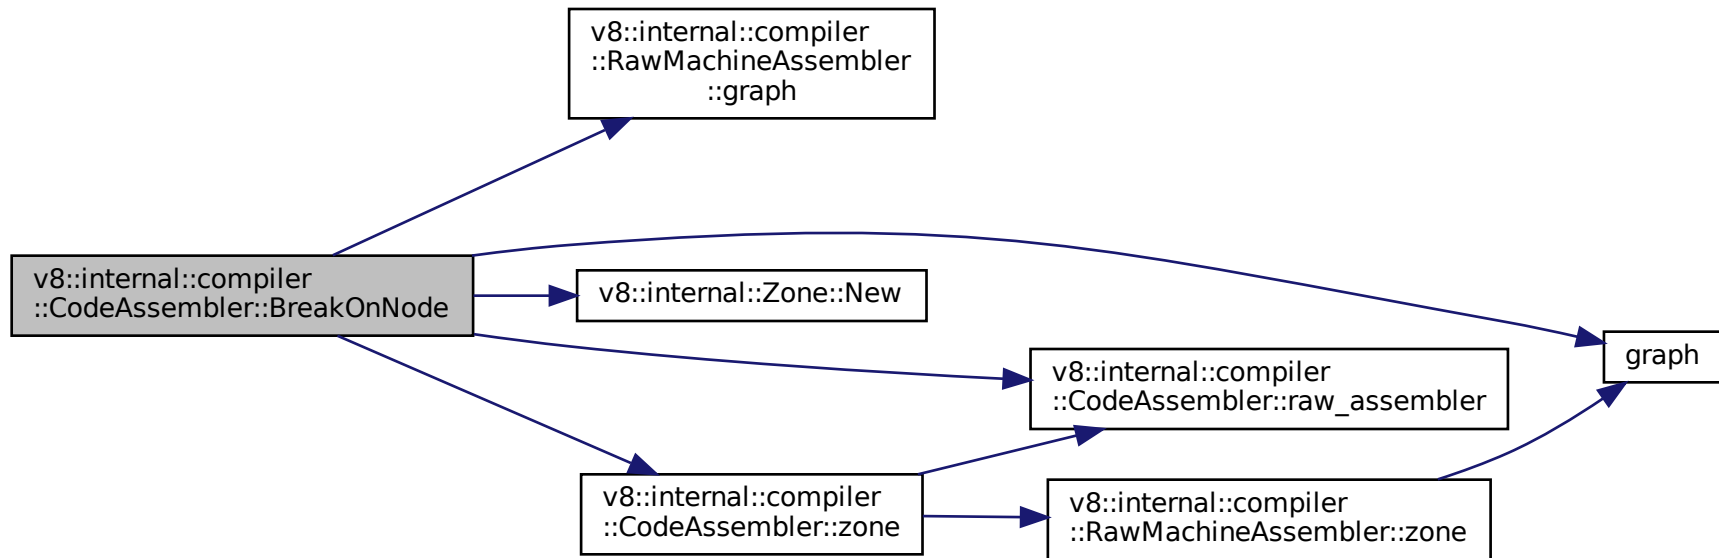 v8::internal::compiler
::RawMachineAssembler
::graph
v8::internal::compiler
::CodeAssembler::BreakOnNode
v8::internal::Zone::New
graph
v8::internal::compiler
::CodeAssembler::raw_assembler
v8::internal::compiler
::CodeAssembler::zone
v8::internal::compiler
::RawMachineAssembler::zone